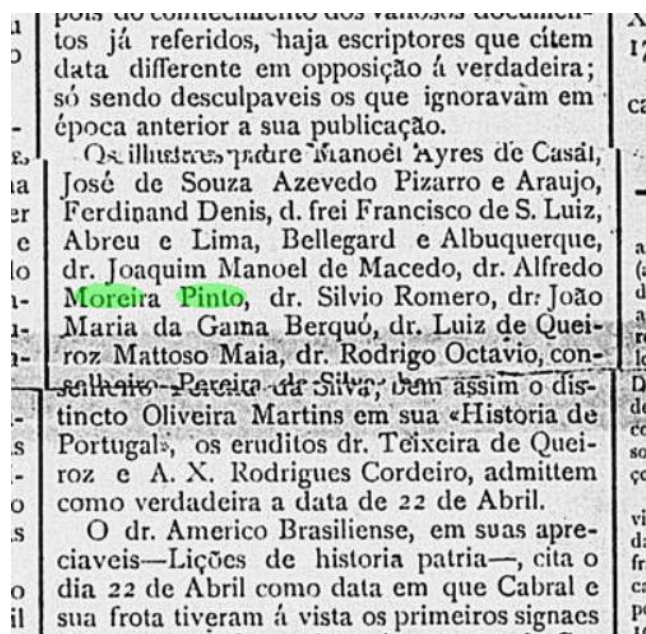 pois do conhecimento dos valiosos documen-
tos já referidos, haja escriptores que cítem
data differente em opposição á verdadeira;
só sendo desculpaveis os que ignoravam em
época anterior a sua publicação.
Os illustres padre Manoel Ayres de Casal,
José de Souza Azevedo Pizarro e Araujo,
Ferdinand Denis, d. frei Francisco de S. Luiz,
Abreu e Lima, Bellegard e Albuquerque,
dr. Joaquim Manoel de Macedo, dr. Alfredo
Moreira Pinto, dr. Silvio Romero, dr. João
Maria da Gama Berquó, dr. Luiz de Quei-
roz Mattoso Maia, dr. Rodrigo Octavio, con-
selheiro Pereira da Silva, bem assim o dis-
tincto Oliveira Martins em sua «Historia de
Portugal», os eruditos dr. Teixeira de Quei-
roz e A. X. Rodrigues Cordeiro, admittem
como verdadeira a data de 22 de Abril.
O dr. Americo Brasiliense, em suas apre-
ciaveis—Lições de historia patria—, cita o
dia 22 de Abril como data em que Cabral e
sua frota tiveram á vista os primeiros signaes